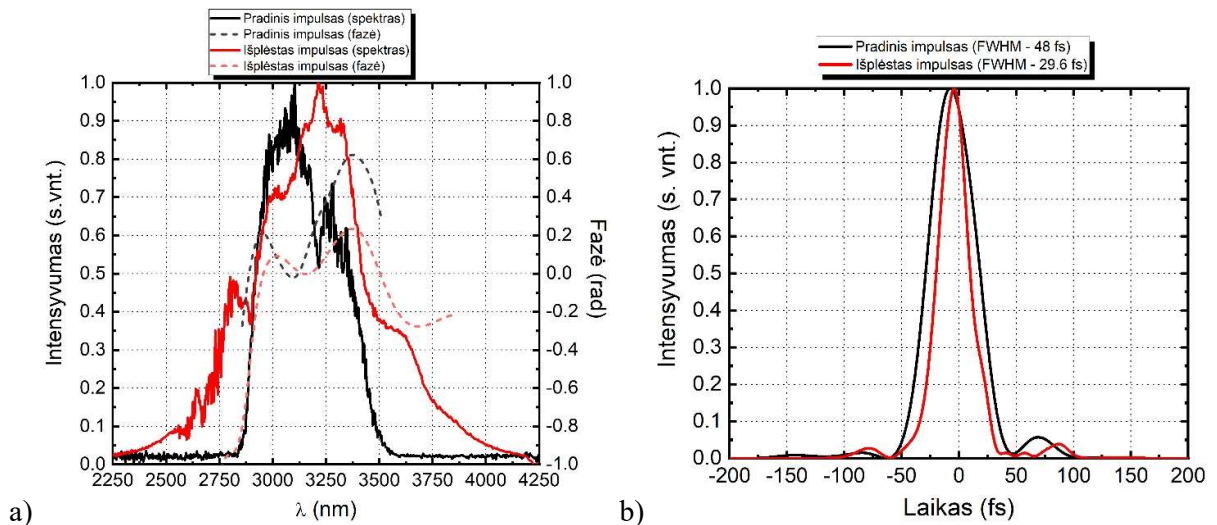 Pradinis impulsas (spektras)
Pradinis impulsas (fazė)
Išplėstas impulsas (spektras)
Išplėstas impulsas (fazė)
Intensyvumas (s.vnt.)
1.0
0.9
0.8
0.7
0.6
0.5
0.4
0.3
0.2
0.1
0.0
1.0
0.8
0.6
0.4
0.2
0.0
-0.2
-0.4
-0.6
-0.8
-1.0
Fazė (rad)
2250 2500 2750 3000 3250 3500 3750 4000 4250
λ (nm)
a)
Pradinis impulsas (FWHM - 48 fs)
Išplėstas impulsas (FWHM - 29.6 fs)
Intensyvumas (s. vnt.)
1.0
0.9
0.8
0.7
0.6
0.5
0.4
0.3
0.2
0.1
0.0
-200 -150 -100 -50 0 50 100 150 200
Laikas (fs)
b)